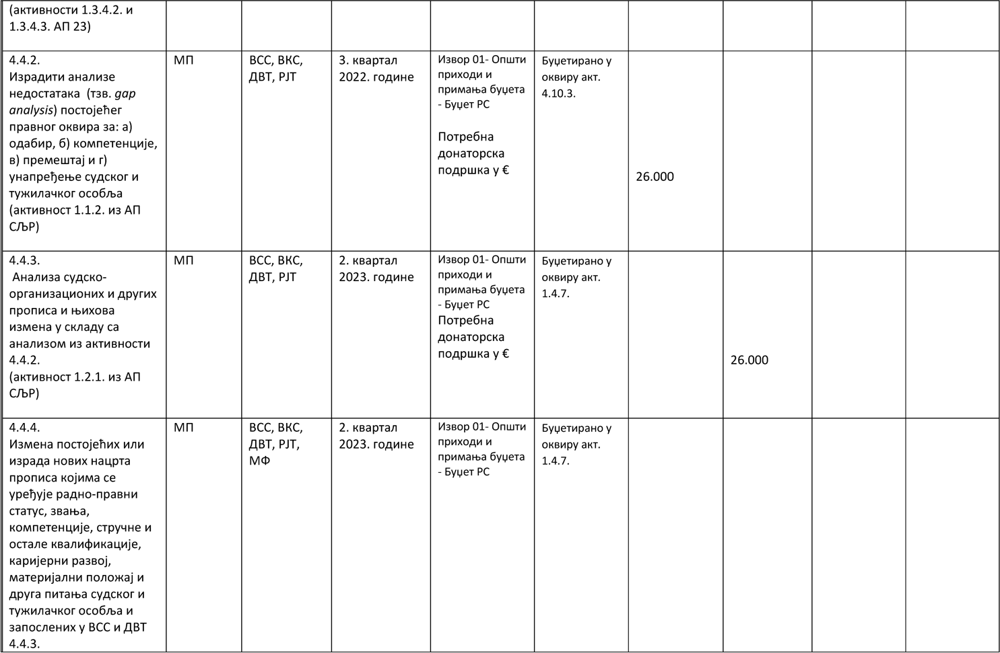 (активности 1.3.4.2. и
1.3.4.3. АП 23)
4.4.2.
Израдити анализе
недостатака (тзв. gap
analysis) постојећег
правног оквира за: а)
одабир, б) компетенције,
в) премештај и г)
унапређење судског и
тужилачког особља
(активност 1.1.2. из АП
СЉР)
МП
ВСС, ВКС,
ДВТ, РЈТ
3. квартал
2022. године
Извор 01- Општи
приходи и
примања буџета
- Буџет РС
Потребна
донаторска
подршка у €
Буџетирано у
оквиру акт.
4.10.3.
26.000
4.4.3.
Анализа судско-
организационих и других
прописа и њихова
измена у складу са
анализом из активности
4.4.2.
(активност 1.2.1. из АП
СЉР)
МП
ВСС, ВКС,
ДВТ, РЈТ
2. квартал
2023. године
Извор 01- Општи
приходи и
примања буџета
- Буџет РС
Потребна
донаторска
подршка у €
Буџетирано у
оквиру акт.
1.4.7.
26.000
4.4.4.
Измена постојећих или
израда нових нацрта
прописа којима се
уређује радно-правни
статус, звања,
компетенције, стручне и
остале квалификације,
каријерни развој,
материјални положај и
друга питања судског и
тужилачког особља и
запослених у ВСС и ДВТ
4.4.3.
МП
ВСС, ВКС,
ДВТ, РЈТ,
МФ
2. квартал
2023. године
Извор 01- Општи
приходи и
примања буџета
- Буџет РС
Буџетирано у
оквиру акт.
1.4.7.